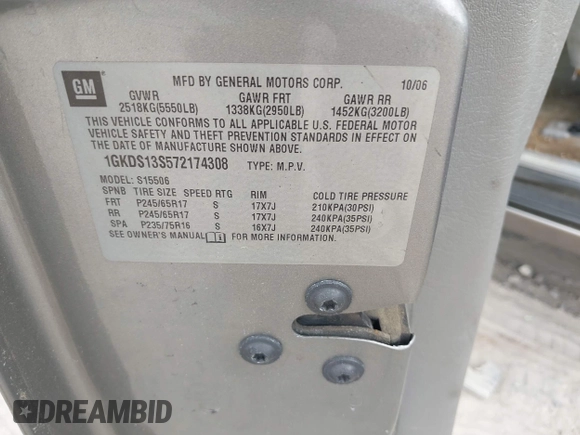 GM
MFD BY GENERAL MOTORS CORP. 10/06
GVWR GAWR FRT GAWR RR
2518KG(5550LB) 1338KG(2950LB) 1452KG(3200LB)
THIS VEHICLE CONFORMS TO ALL APPLICABLE U.S. FEDERAL MOTOR
VEHICLE SAFETY AND THEFT PREVENTION STANDARDS IN EFFECT ON
THE DATE OF MANUFACTURE SHOWN ABOVE.
1GKDS13S572174308 TYPE: M.P.V.
MODEL: S15506
SPNB TIRE SIZE SPEED RTG RIM COLD TIRE PRESSURE
FRT P245/65R17 S 17X7J 210KPA(30PSI)
RR P245/65R17 S 17X7J 240KPA(35PSI)
SPA P235/75R16 S 16X7J 240KPA(35PSI)
SEE OWNER'S MANUAL FOR MORE INFORMATION.
DREAMBID